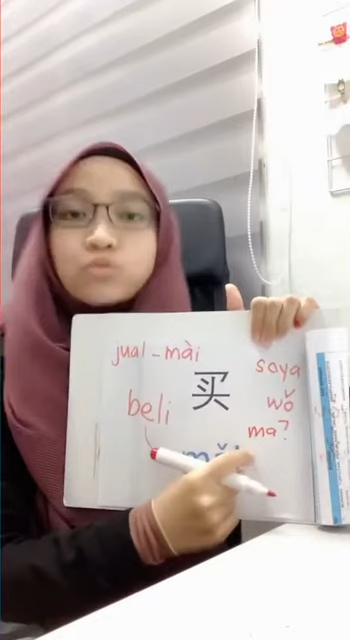 jual - mài
买
beli
saya
wǒ
ma?